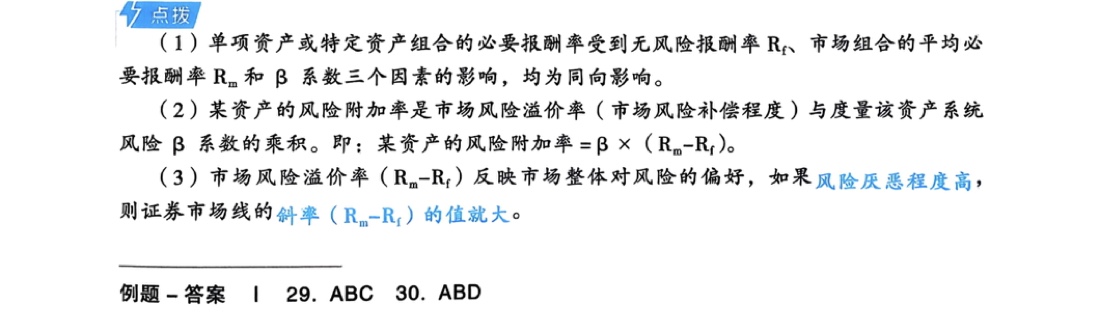 点拨
（1）单项资产或特定资产组合的必要报酬率受到无风险报酬率 Rf、市场组合的平均必
要报酬率 Rm 和 β 系数三个因素的影响，均为同向影响。
（2）某资产的风险附加率是市场风险溢价率（市场风险补偿程度）与度量该资产系统
风险 β 系数的乘积。即：某资产的风险附加率=β×（Rm-Rf）。
（3）市场风险溢价率（Rm-Rf）反映市场整体对风险的偏好，如果风险厌恶程度高，
则证券市场线的斜率（Rm-Rf）的值就大。
例题-答案 | 29. ABC 30. ABD